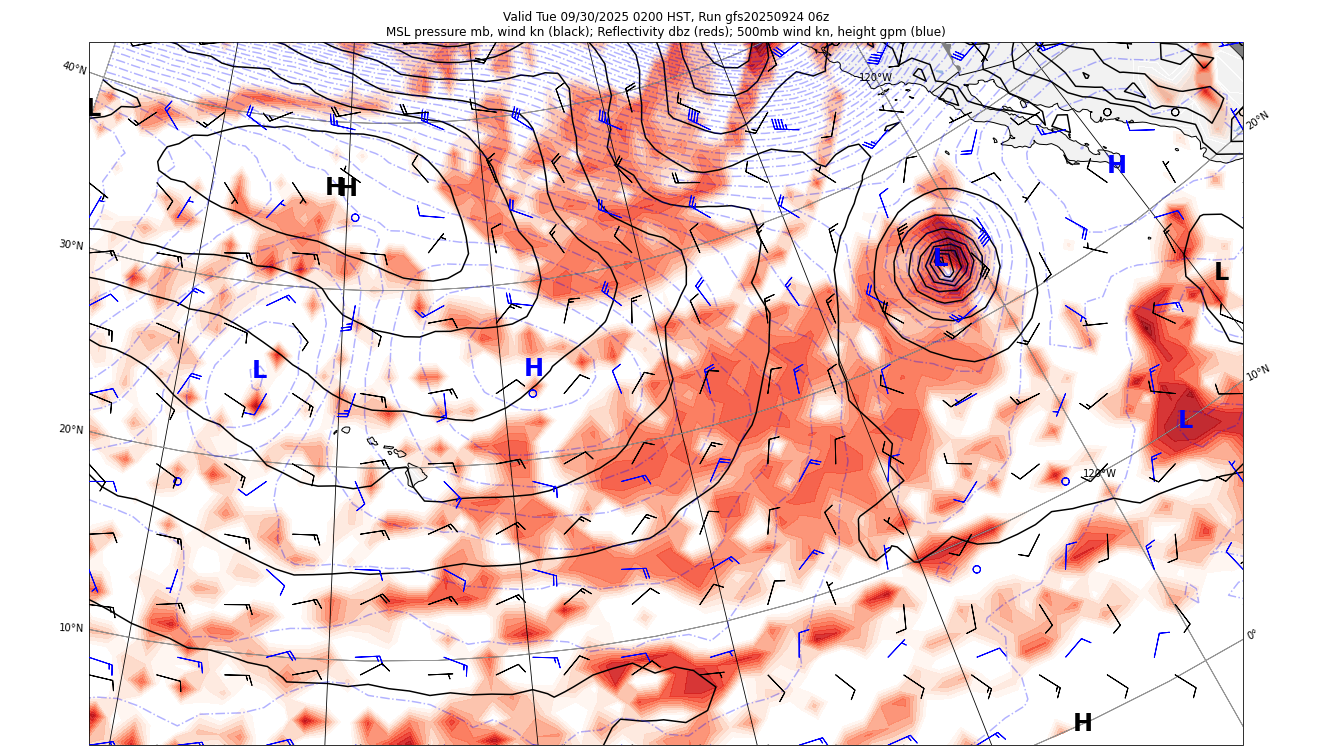 Valid Tue 09/30/2025 0200 HST, Run gfs20250924 06z
MSL pressure mb, wind kn (black); Reflectivity dbz (reds); 500mb wind kn, height gpm (blue)
40°N
120°W
L
20°N
H
H H
30°N
L
L
L
H
10°N
20°N
L
120°W
10°N
0°
H